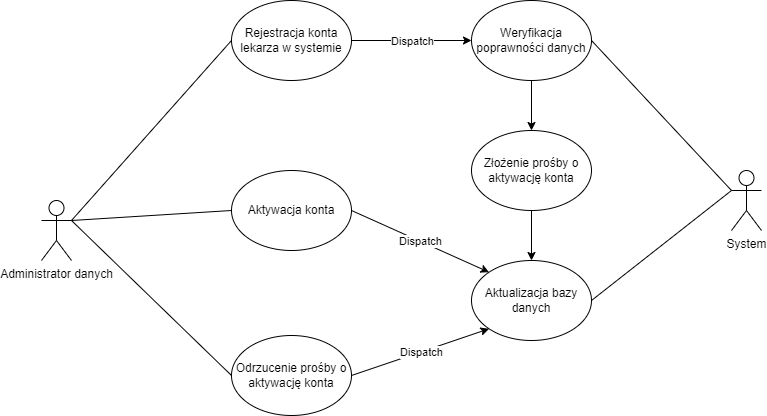 Rejestracja konta
lekarza w systemie
Dispatch
Weryfikacja
poprawności danych
Złożenie prośby o
aktywację konta
Aktywacja konta
Dispatch
System
Administrator danych
Aktualizacja bazy
danych
Dispatch
Odrzucenie prośby o
aktywację konta